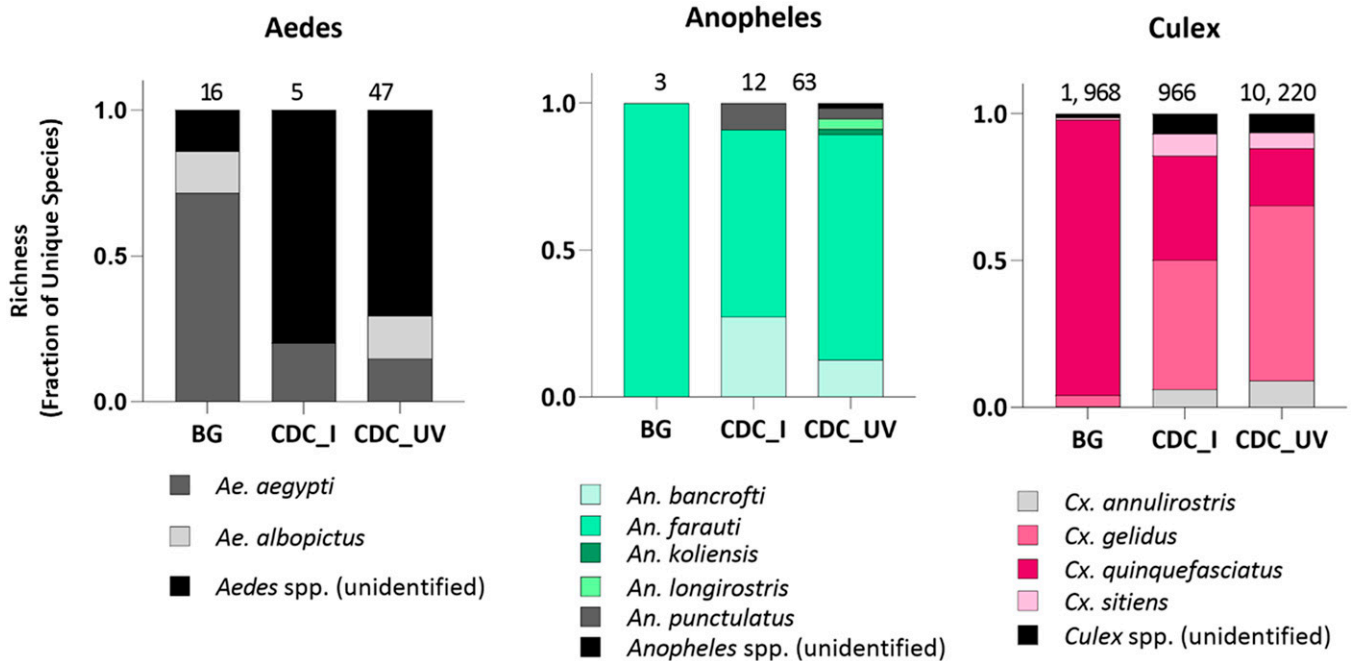 Aedes
Anopheles
Culex
Richness
(Fraction of Unique Species)
16 5 47
1.0
0.5
0.0
BG CDC_I CDC_UV
Ae. aegypti
Ae. albopictus
Aedes spp. (unidentified)
3 12 63
1.0
0.5
0.0
BG CDC_I CDC_UV
An. bancrofti
An. farauti
An. koliensis
An. longirostris
An. punctulatus
Anopheles spp. (unidentified)
1, 968 966 10, 220
1.0
0.5
0.0
BG CDC_I CDC_UV
Cx. annulirostris
Cx. gelidus
Cx. quinquefasciatus
Cx. sitiens
Culex spp. (unidentified)